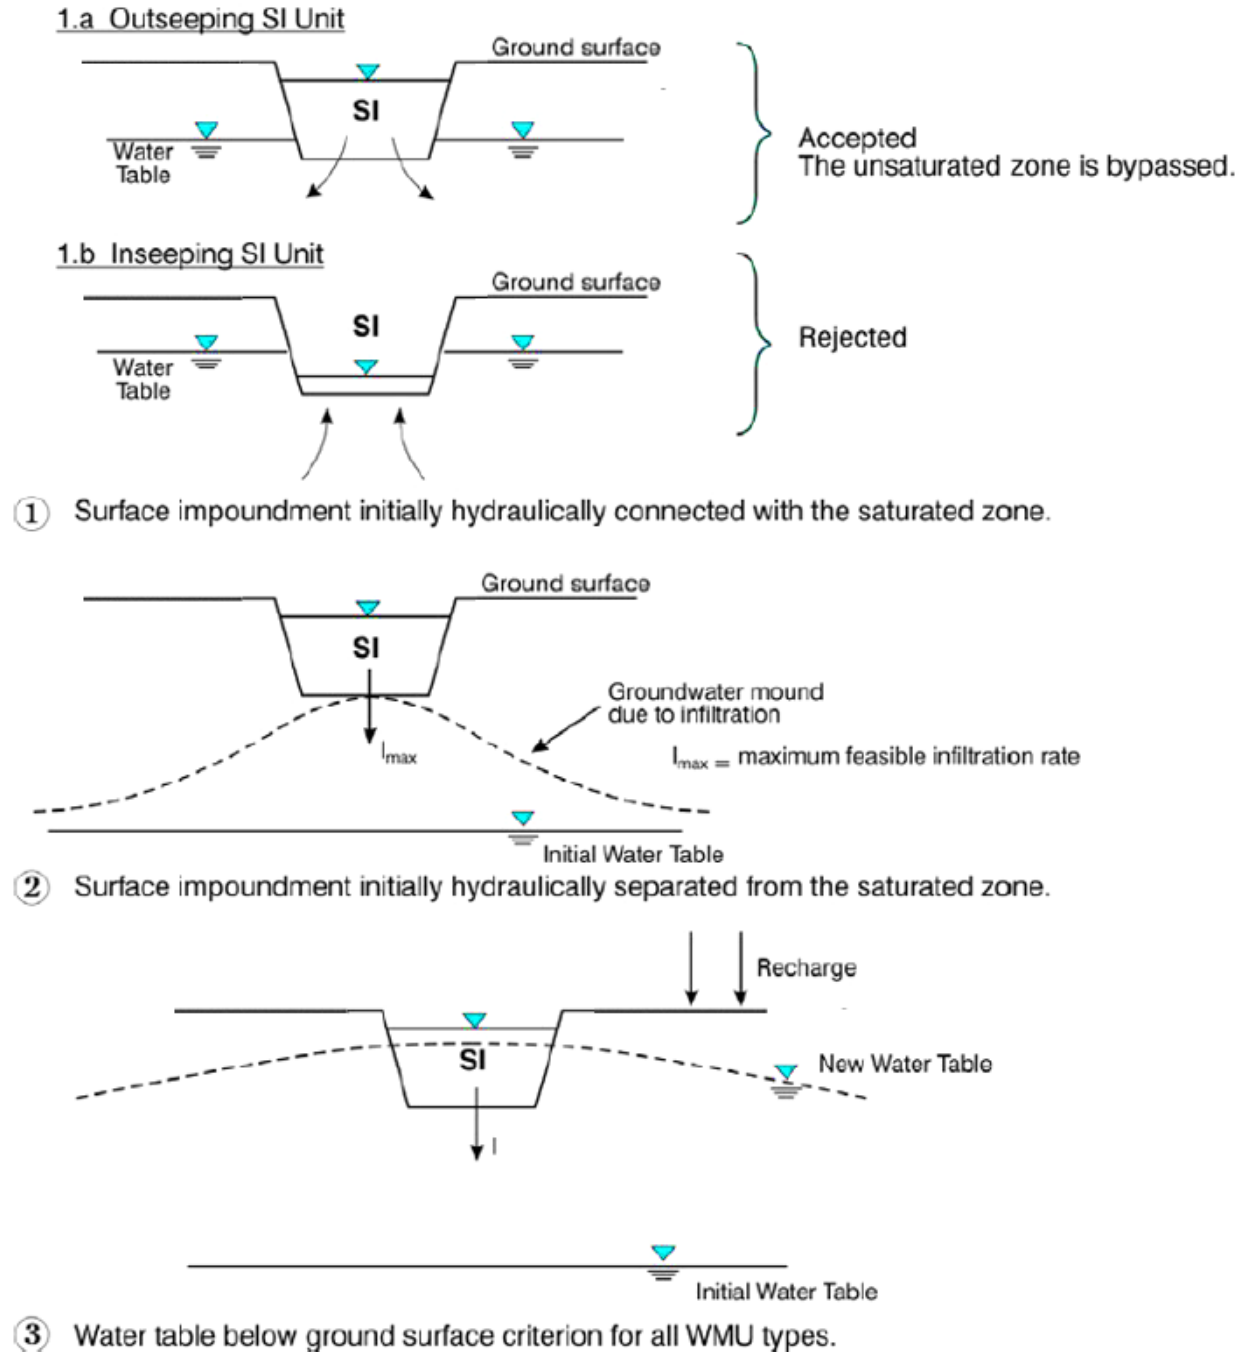 1.a Outseeping SI Unit
Ground surface
SI
Water
Table
Accepted
The unsaturated zone is bypassed.
1.b Inseeping SI Unit
Ground surface
SI
Water
Table
Rejected
1 Surface impoundment initially hydraulically connected with the saturated zone.
Ground surface
SI
Groundwater mound
due to infiltration
Imax
Imax = maximum feasible infiltration rate
Initial Water Table
2 Surface impoundment initially hydraulically separated from the saturated zone.
Recharge
SI
New Water Table
I
Initial Water Table
3 Water table below ground surface criterion for all WMU types.